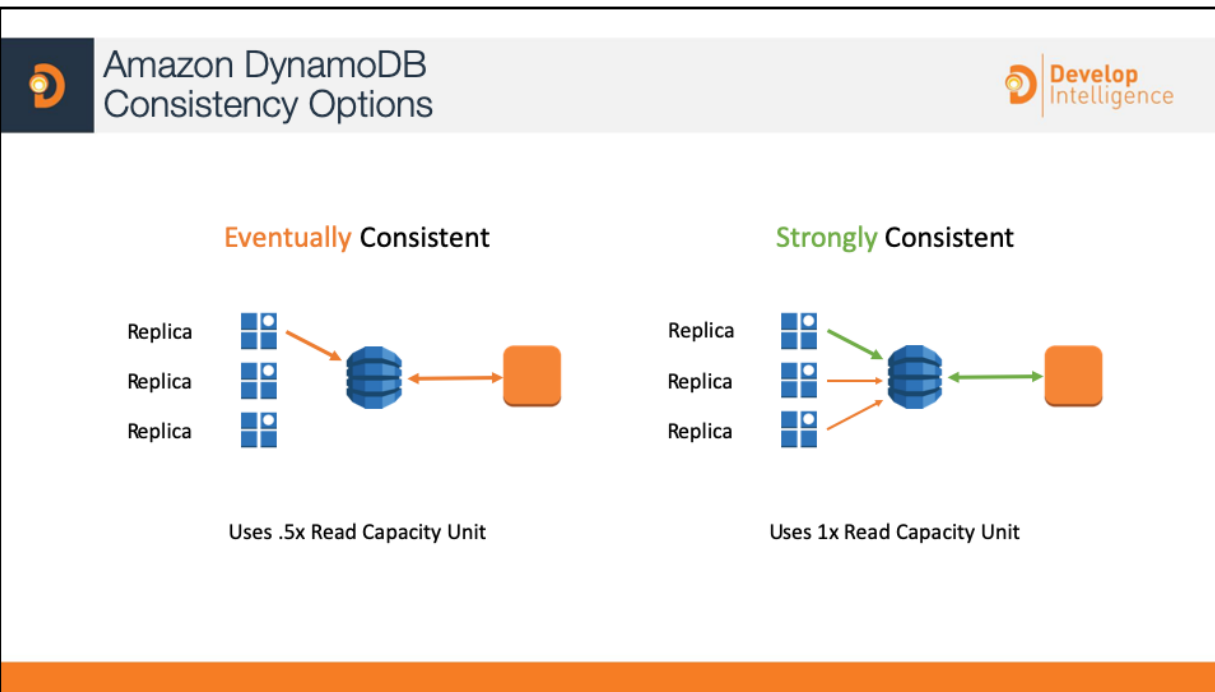 Amazon DynamoDB
Consistency Options
Develop
Intelligence
Eventually Consistent
Replica
Replica
Replica
Uses .5x Read Capacity Unit
Strongly Consistent
Replica
Replica
Replica
Uses 1x Read Capacity Unit